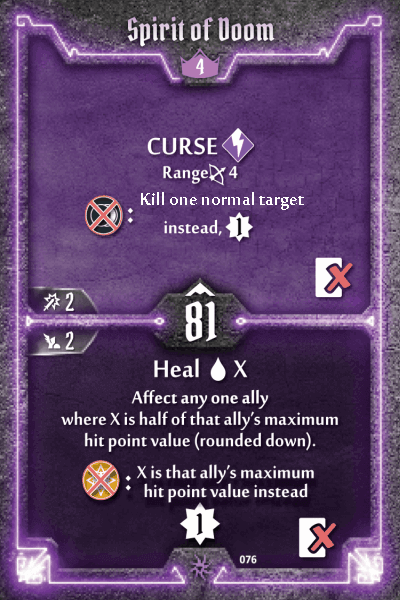 Spirit of Doom
4
CURSE
Range 4
: Kill one normal target
instead, 1
2
81
2
Heal X
Affect any one ally
where X is half of that ally's maximum
hit point value (rounded down).
: X is that ally's maximum
hit point value instead
1
076